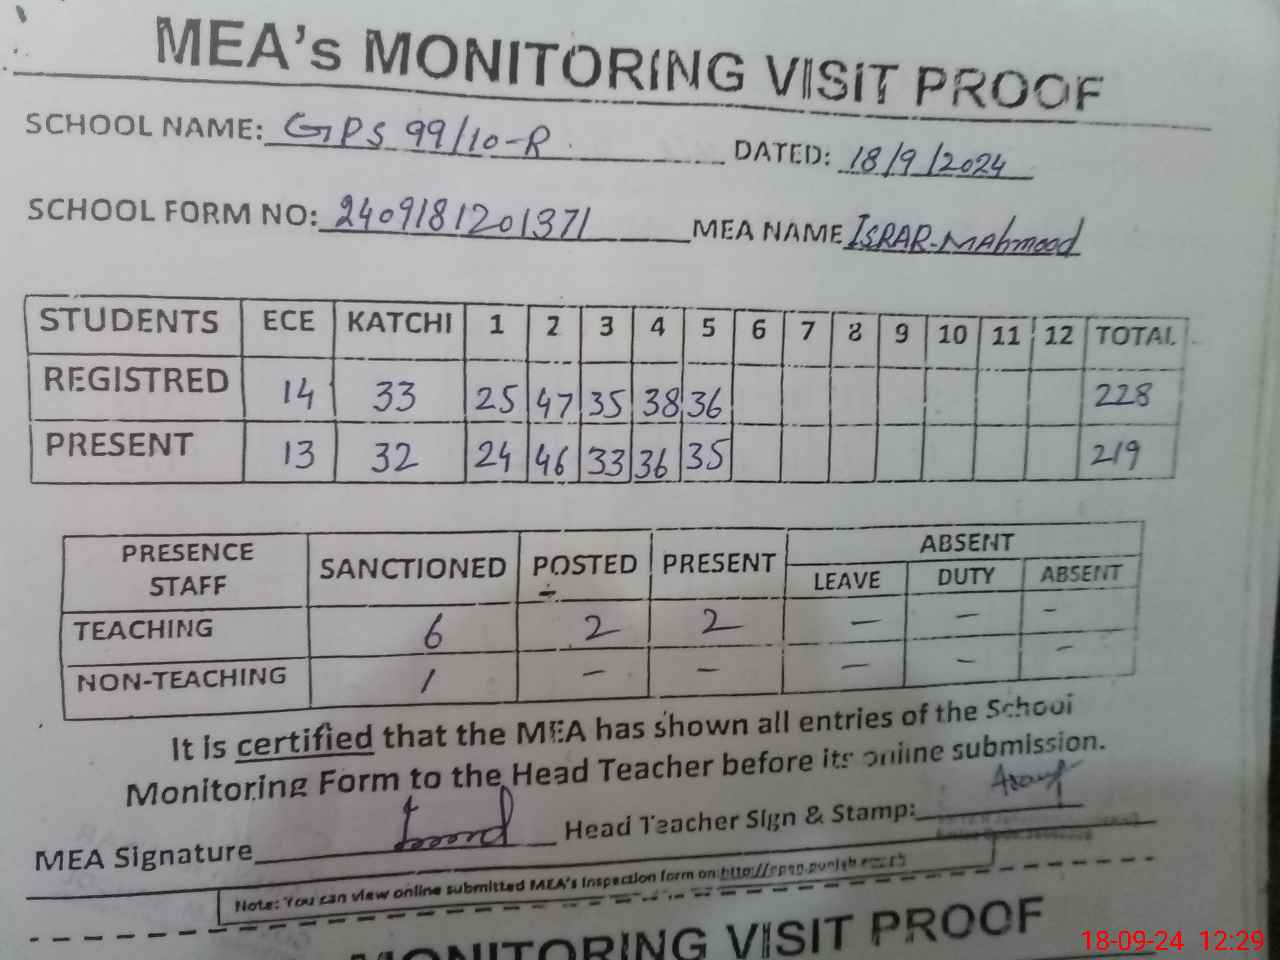 MEA's MONITORING VISIT PROOF
SCHOOL NAME: GPS 99/10-R DATED: 18/9/2024
SCHOOL FORM NO: 2409181201371 MEA NAME ISRAR-Mahmood
STUDENTS ECE KATCHI 1 2 3 4 5 6 7 8 9 10 11 12 TOTAL
REGISTRED 14 33 25 47 35 38 36 228
PRESENT 13 32 24 46 33 36 35 219
PRESENCE STAFF SANCTIONED POSTED PRESENT ABSENT
LEAVE DUTY ABSENT
TEACHING 6 2 2 - - -
NON-TEACHING 1 - - - - -
It is certified that the MEA has shown all entries of the School
Monitoring Form to the Head Teacher before its online submission.
MEA Signature Head Teacher Sign & Stamp:
Note: You can view online submitted MEA's Inspection form on
MONITORING VISIT PROOF
18-09-24 12:29